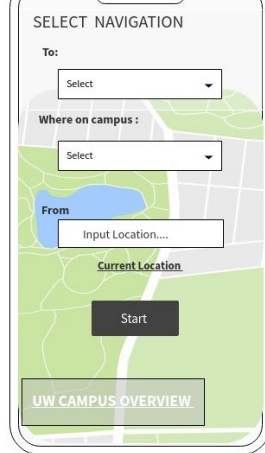 SELECT NAVIGATION
To:
Select
Where on campus :
Select
From
Input Location....
Current Location
Start
UW CAMPUS OVERVIEW